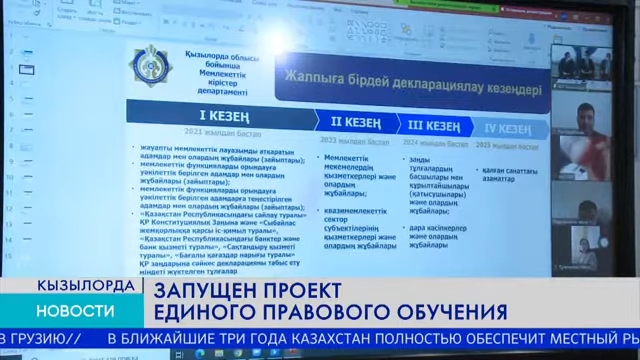 Қызылорда облысы
бойынша
Мемлекеттік
кірістер
департаменті
Жалпыға бірдей декларациялау кезеңдері
I КЕЗЕҢ
II КЕЗЕҢ
III КЕЗЕҢ
IV КЕЗЕҢ
2021 жылдан бастап
2023 жылдан бастап
2024 жылдан бастап
2025 жылдан бастап
• жауапты мемлекеттік лауазымды атқаратын
адамдар мен олардың жұбайлары (зайыптары);
• мемлекеттік функцияларды орындауға
уәкілеттік берілген адамдар мен олардың
жұбайлары (зайыптары);
• мемлекеттік функцияларды орындауға
уәкілеттік берілген адамдарға теңестірілген
адамдар мен олардың жұбайлары (зайыптары);
• «Қазақстан Республикасындағы сайлау туралы»
ҚР Конституциялық Заңына және «Сыбайлас
жемқорлыққа қарсы іс-қимыл туралы»,
«Қазақстан Республикасындағы банктер және
банк қызметі туралы», «Сақтандыру қызметі
туралы», «Бағалы қағаздар нарығы туралы»
ҚР заңдарына сәйкес декларацияны табыс ету
міндеті жүктелген тұлғалар
• Мемлекеттік
мекемелердің
қызметкерлері және
олардың
жұбайлары;
• квазимемлекеттік
сектор
субъектілерінің
қызметкерлері және
олардың жұбайлары
• заңды
тұлғалардың
басшылары мен
құрылтайшылары
(қатысушылары)
және олардың
жұбайлары;
• дара кәсіпкерлер
және олардың
жұбайлары
• қалған санаттағы
азаматтар
КЫЗЫЛОРДА
НОВОСТИ
ЗАПУЩЕН ПРОЕКТ
ЕДИНОГО ПРАВОВОГО ОБУЧЕНИЯ
В ГРУЗИЮ// В БЛИЖАЙШИЕ ТРИ ГОДА КАЗАХСТАН ПОЛНОСТЬЮ ОБЕСПЕЧИТ МЕСТНЫЙ